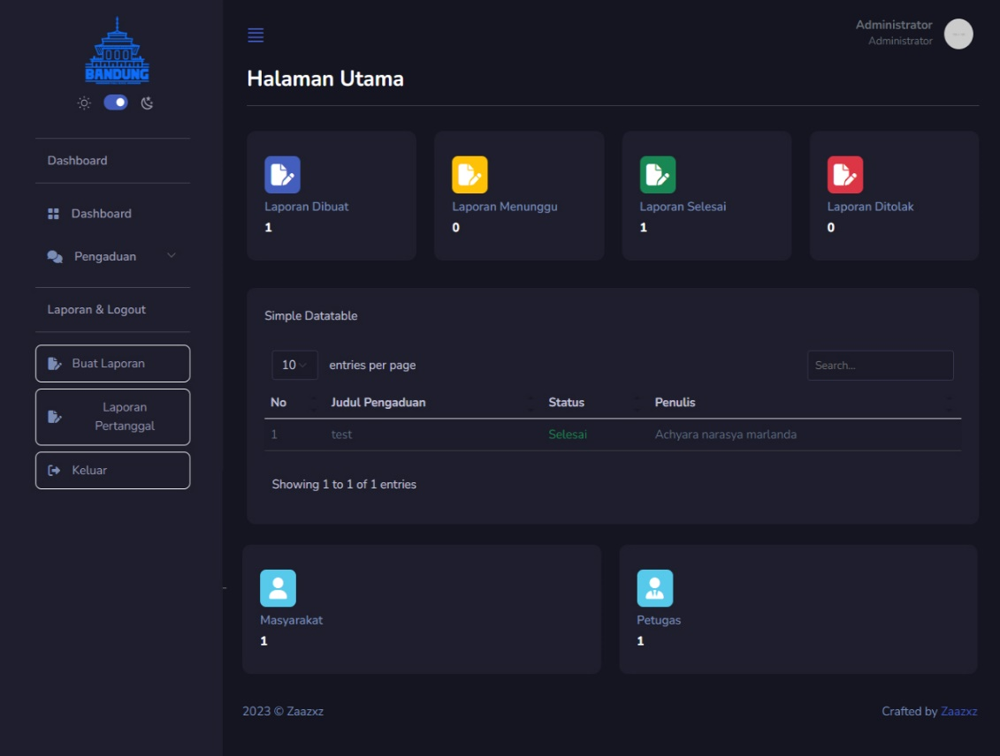 BANDUNG
Dashboard
Dashboard
Pengaduan
Laporan & Logout
Buat Laporan
Laporan
Pertanggal
Keluar
Administrator
Administrator
Halaman Utama
Laporan Dibuat
1
Laporan Menunggu
0
Laporan Selesai
1
Laporan Ditolak
0
Simple Datatable
10 entries per page
Search...
No Judul Pengaduan Status Penulis
1 test Selesai Achyara narasya marlanda
Showing 1 to 1 of 1 entries
Masyarakat
1
Petugas
1
2023 © Zaazxz
Crafted by Zaazxz